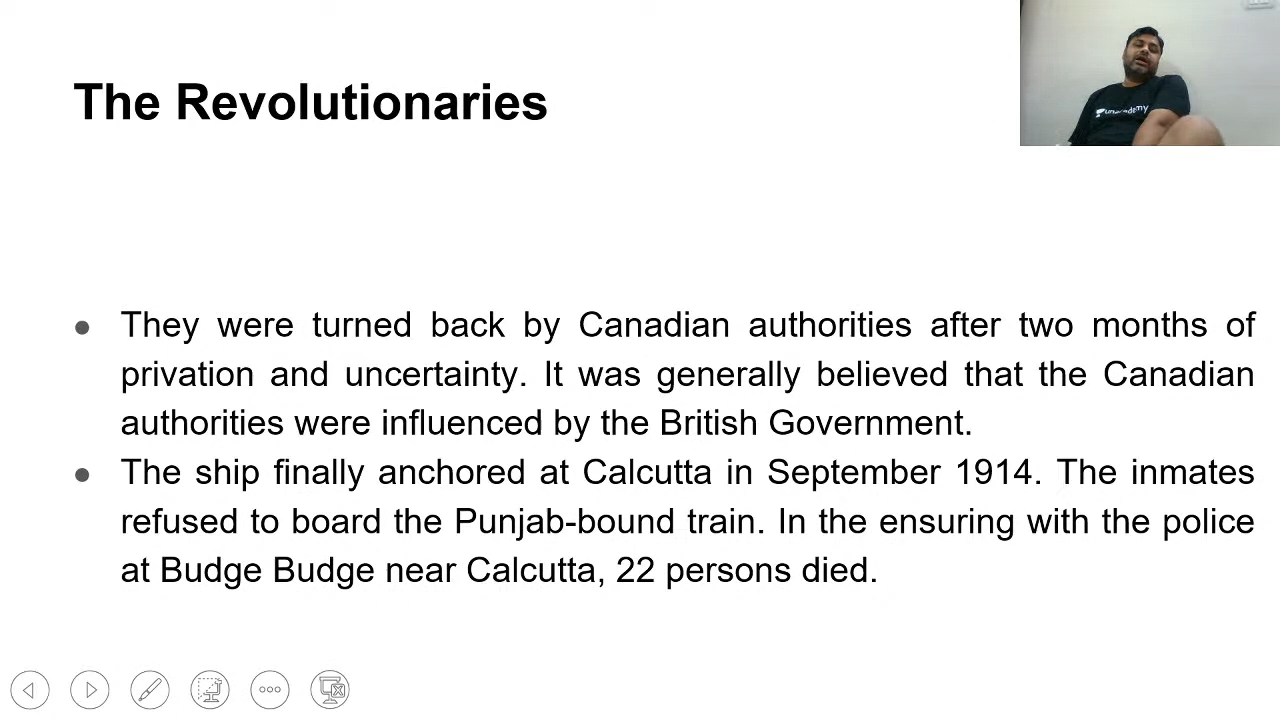 The Revolutionaries
unacademy
● They were turned back by Canadian authorities after two months of
privation and uncertainty. It was generally believed that the Canadian
authorities were influenced by the British Government.
● The ship finally anchored at Calcutta in September 1914. The inmates
refused to board the Punjab-bound train. In the ensuring with the police
at Budge Budge near Calcutta, 22 persons died.